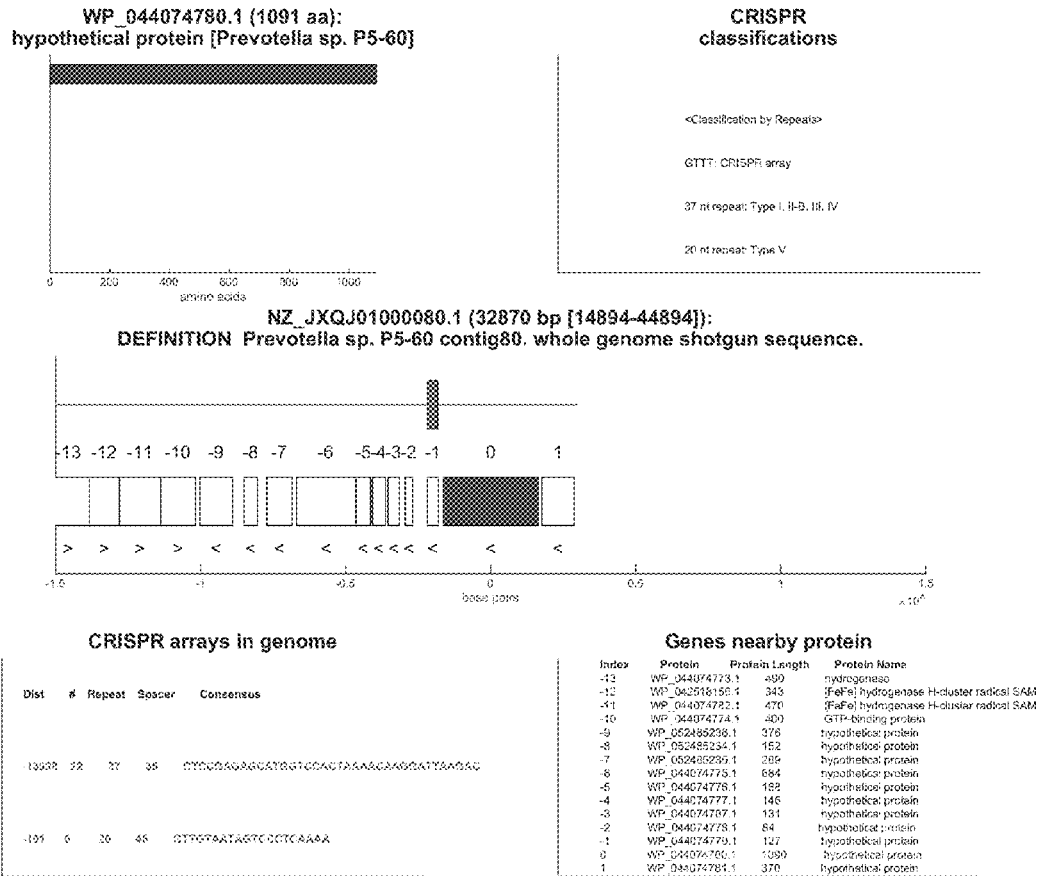 WP_044074780.1 (1091 aa):
hypothetical protein [Prevotella sp. P5-60]
0 200 400 600 800 1000
amino acids
CRISPR
classifications
<Classification by Repeats>
GTTT: CRISPR array
37 nt repeat: Type I, II-B, III, IV
20 nt repeat: Type V
NZ_JXQJ01000080.1 (32870 bp [14894-44894]):
DEFINITION Prevotella sp. P5-60 contig80. whole genome shotgun sequence.
-13 -12 -11 -10 -9 -8 -7 -6 -5 -4 -3 -2 -1 0 1
> > > > < < < < < < < < < < <
-1.5 -1 -0.5 0 0.5 1 1.5
base pairs
CRISPR arrays in genome
Dist # Repeat Spacer Consensus
Genes nearby protein
Index Protein Protein Length Protein Name
-13 WP_044074773.1 490 hydrogenase
-12 343 [FeFe] hydrogenase H-cluster radical SAM
-11 WP_044074782.1 470 [FeFe] hydrogenase H-cluster radical SAM
-10 WP_044074774.1 400 GTP-binding protein
-9 376 hypothetical protein
-8 152 hypothetical protein
-7 hypothetical protein
-6 WP_044074775.1 684 hypothetical protein
-5 WP_044074776.1 hypothetical protein
-4 WP_044074777.1 hypothetical protein
-3 131 hypothetical protein
-2 WP_044074778.1 84 hypothetical protein
-1 WP_044074779.1 127 hypothetical protein
0 WP_044074780.1 1090 hypothetical protein
1 WP_044074781.1 370 hypothetical protein